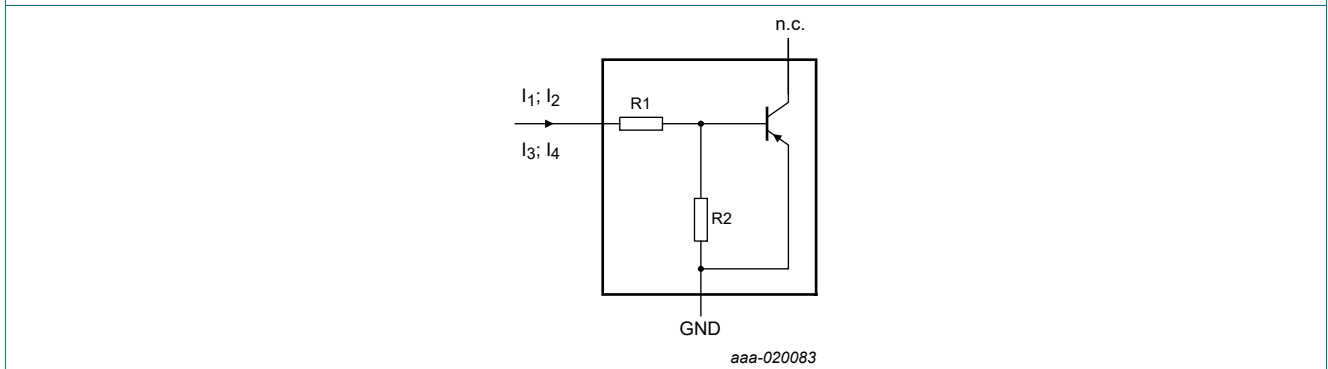 n.c.
I1; I2
R1
I3; I4
R2
GND
aaa-020083